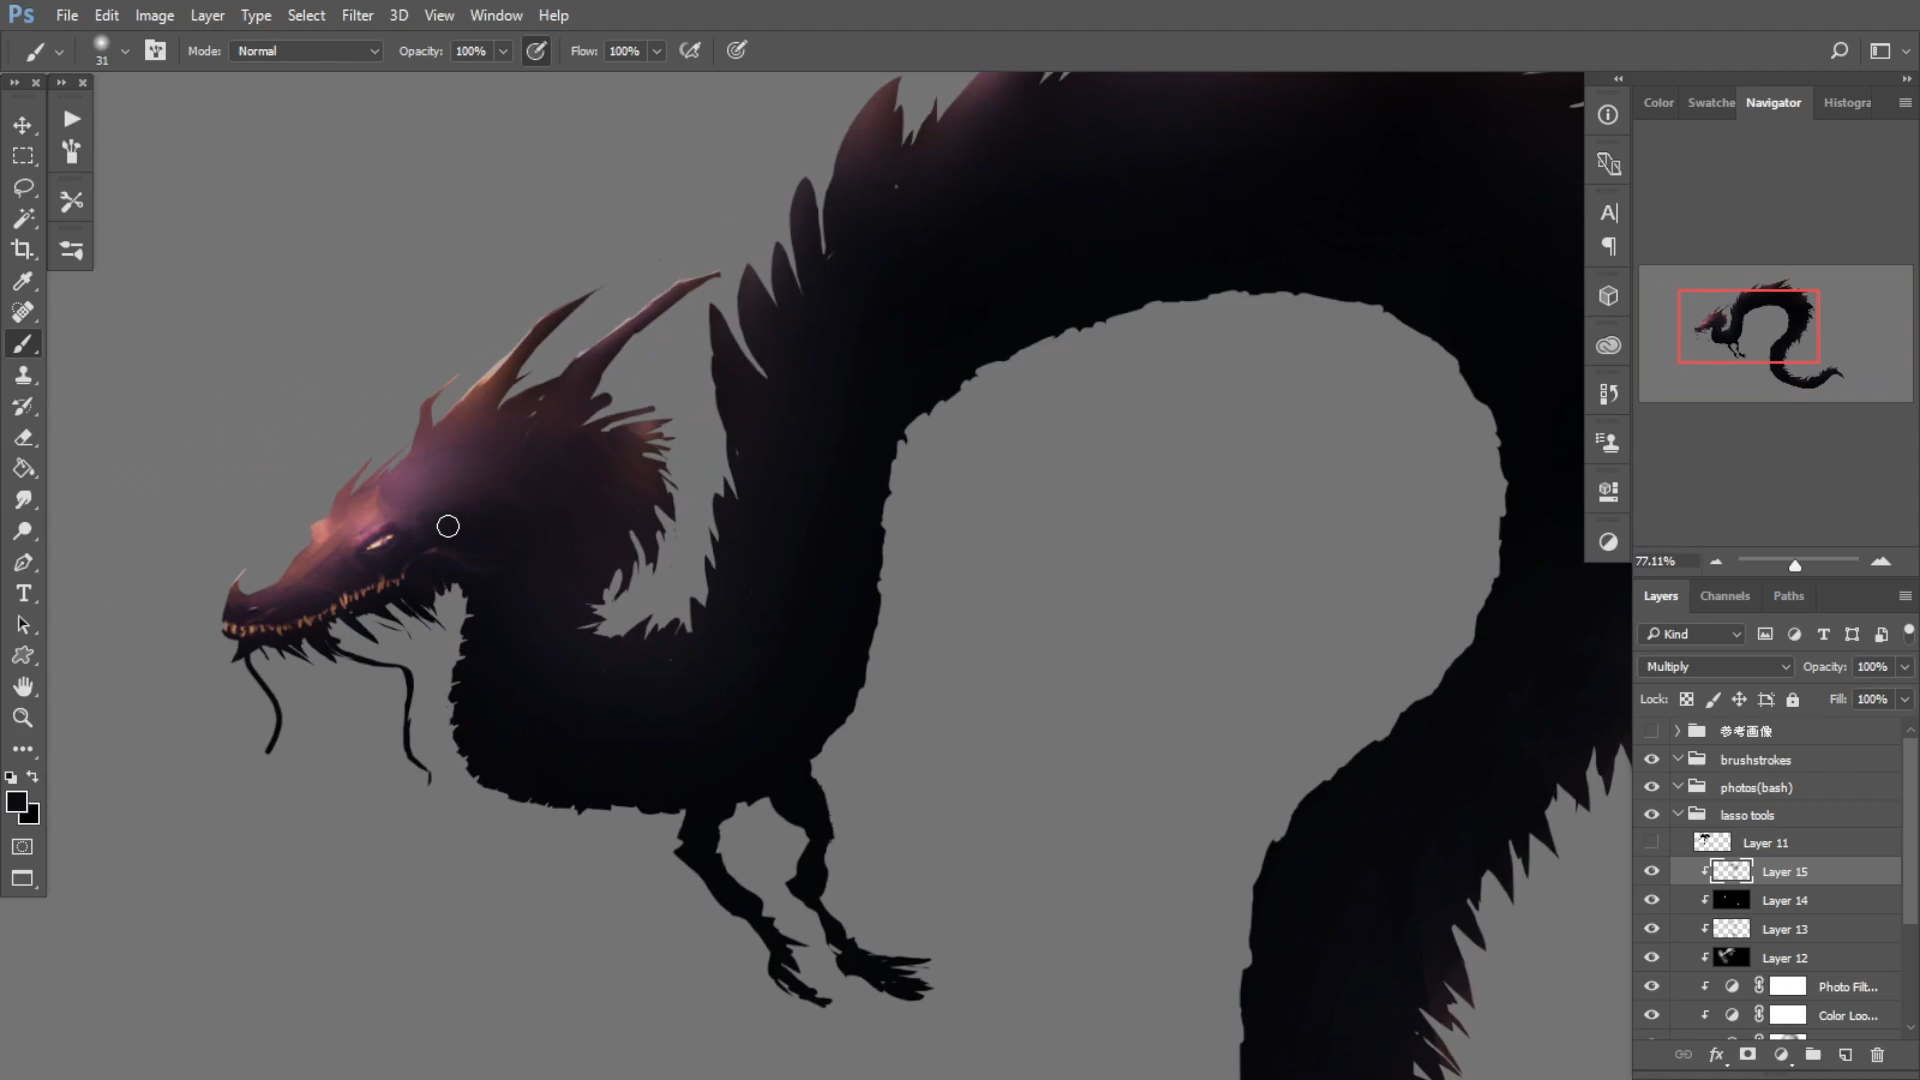 Ps File Edit Image Layer Type Select Filter 3D View Window Help
31 Mode: Normal Opacity: 100% Flow: 100%
Color Swatche Navigator Histogra
77.11%
Layers Channels Paths
Kind
Multiply Opacity: 100%
Lock: Fill: 100%
参考画像
brushstrokes
photos(bash)
lasso tools
Layer 11
Layer 15
Layer 14
Layer 13
Layer 12
Photo Filt...
Color Loo...
fx